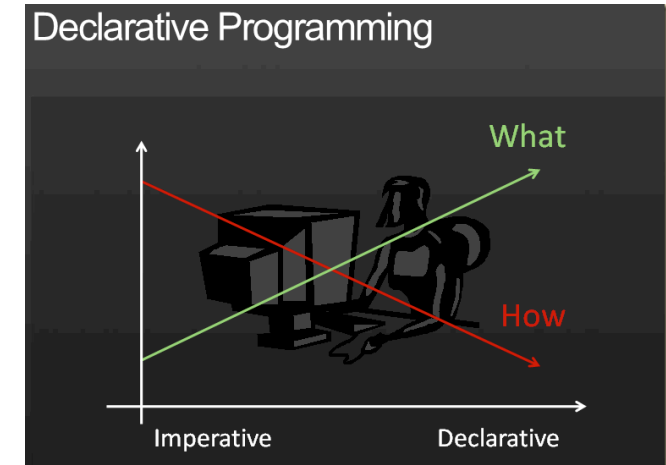 Declarative Programming
What
How
Imperative
Declarative